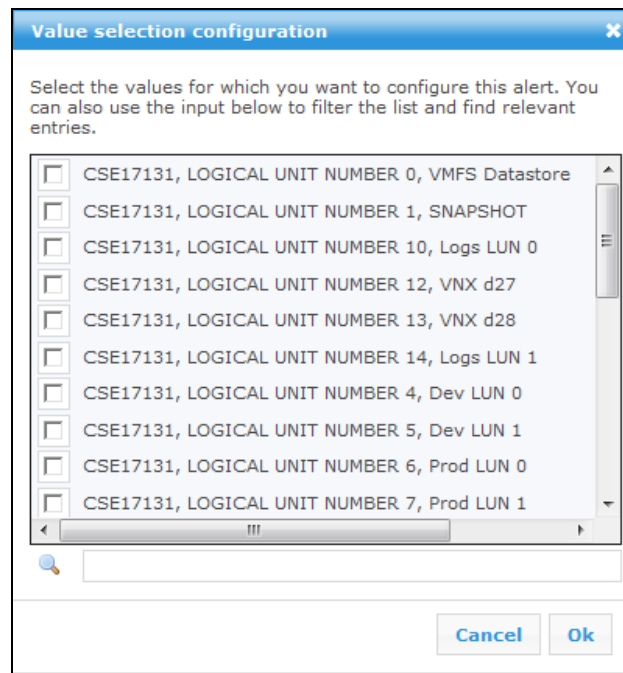 Value selection configuration
Select the values for which you want to configure this alert. You
can also use the input below to filter the list and find relevant
entries.
CSE17131, LOGICAL UNIT NUMBER 0, VMFS Datastore
CSE17131, LOGICAL UNIT NUMBER 1, SNAPSHOT
CSE17131, LOGICAL UNIT NUMBER 10, Logs LUN 0
CSE17131, LOGICAL UNIT NUMBER 12, VNX d27
CSE17131, LOGICAL UNIT NUMBER 13, VNX d28
CSE17131, LOGICAL UNIT NUMBER 14, Logs LUN 1
CSE17131, LOGICAL UNIT NUMBER 4, Dev LUN 0
CSE17131, LOGICAL UNIT NUMBER 5, Dev LUN 1
CSE17131, LOGICAL UNIT NUMBER 6, Prod LUN 0
CSE17131, LOGICAL UNIT NUMBER 7, Prod LUN 1
Cancel Ok